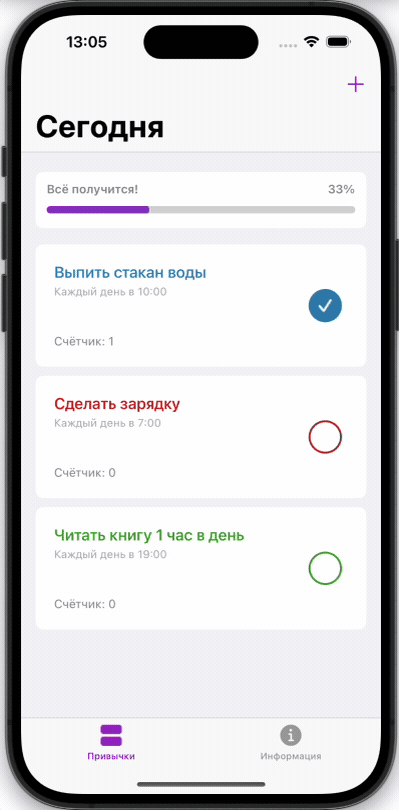 13:05
Сегодня
Всё получится! 33%
Выпить стакан воды
Каждый день в 10:00
Счётчик: 1
Сделать зарядку
Каждый день в 7:00
Счётчик: 0
Читать книгу 1 час в день
Каждый день в 19:00
Счётчик: 0
Привычки Информация